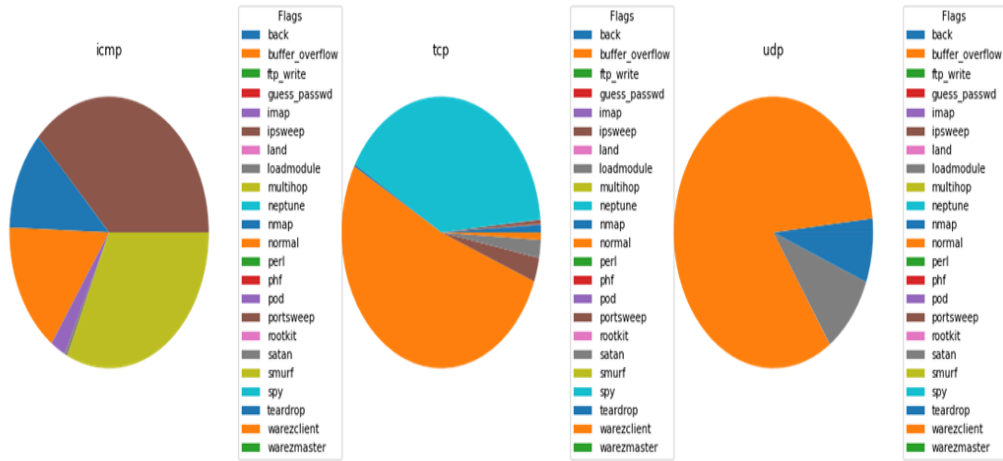 icmp
Flags
back
buffer_overflow
ftp_write
guess_passwd
imap
ipsweep
land
loadmodule
multihop
neptune
nmap
normal
perl
phf
pod
portsweep
rootkit
satan
smurf
spy
teardrop
warezclient
warezmaster
tcp
Flags
back
buffer_overflow
ftp_write
guess_passwd
imap
ipsweep
land
loadmodule
multihop
neptune
nmap
normal
perl
phf
pod
portsweep
rootkit
satan
smurf
spy
teardrop
warezclient
warezmaster
udp
Flags
back
buffer_overflow
ftp_write
guess_passwd
imap
ipsweep
land
loadmodule
multihop
neptune
nmap
normal
perl
phf
pod
portsweep
rootkit
satan
smurf
spy
teardrop
warezclient
warezmaster